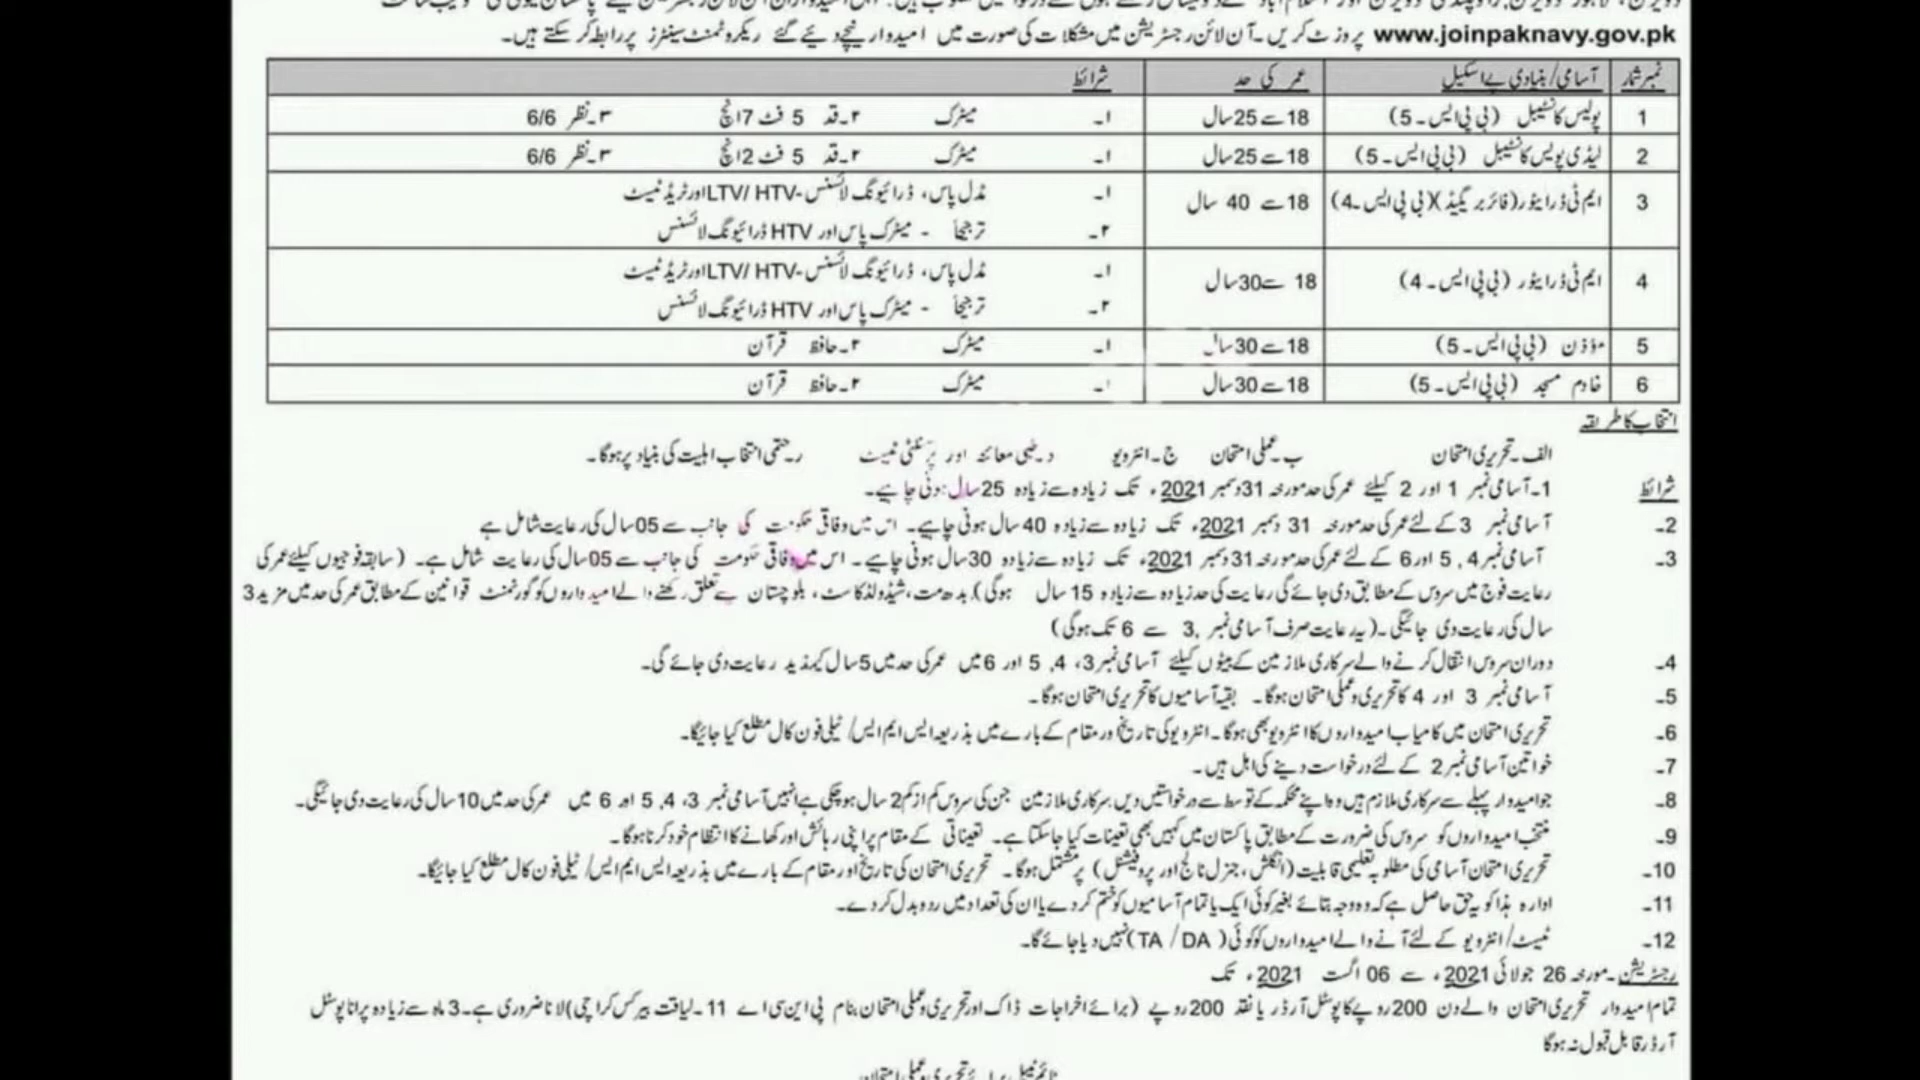 www.joinpaknavy.gov.pk پر وزٹ کریں۔ آن لائن رجسٹریشن میں مشکلات کی صورت میں امیدوار نیچے دیئے گئے ریکروٹمنٹ سینٹرز پر رابطہ کر سکتے ہیں۔
نمبر شمار آسامی/ بنیادی پے اسکیل عمر کی حد شرائط
1 پولیس کانسٹیبل (بی پی ایس۔5) 18 سے 25 سال ۱۔ میٹرک ۲۔قد 5 فٹ 7 انچ ۳۔نظر 6/6
2 لیڈی پولیس کانسٹیبل (بی پی ایس۔5) 18 سے 25 سال ۱۔ میٹرک ۲۔قد 5 فٹ 2 انچ ۳۔نظر 6/6
3 ایم ٹی ڈرائیور (فائر بریگیڈ)(بی پی ایس۔4) 18 سے 40 سال ۱۔ مڈل پاس، ڈرائیونگ لائسنس -LTV/ HTV اور ٹریڈ ٹیسٹ
۲۔ ترجیحاً - میٹرک پاس اور HTV ڈرائیونگ لائسنس
4 ایم ٹی ڈرائیور (بی پی ایس۔4) 18 سے 30 سال ۱۔ مڈل پاس، ڈرائیونگ لائسنس -LTV/ HTV اور ٹریڈ ٹیسٹ
۲۔ ترجیحاً - میٹرک پاس اور HTV ڈرائیونگ لائسنس
5 مؤذن (بی پی ایس۔5) 18 سے 30 سال ۱۔ میٹرک ۲۔حافظ قرآن
6 خادم مسجد (بی پی ایس۔5) 18 سے 30 سال ۱۔ میٹرک ۲۔حافظ قرآن
انتخاب کا طریقہ
الف۔تحریری امتحان ب۔عملی امتحان ج۔انٹرویو د۔طبی معائنہ اور ٹیسٹ ر۔حتمی انتخاب اہلیت کی بنیاد پر ہوگا۔
شرائط 1۔آسامی نمبر 1 اور 2 کیلئے عمر کی حد مورخہ 31 دسمبر 2021ء تک زیادہ سے زیادہ 25 سال ہونی چاہیے۔
2۔ آسامی نمبر 3 کے لئے عمر کی حد مورخہ 31 دسمبر 2021ء تک زیادہ سے زیادہ 40 سال ہونی چاہیے۔ اس میں وفاقی حکومت کی جانب سے 05 سال کی رعایت شامل ہے
3۔ آسامی نمبر 4, 5 اور 6 کے لئے عمر کی حد مورخہ 31 دسمبر 2021ء تک زیادہ سے زیادہ 30 سال ہونی چاہیے۔ اس میں وفاقی حکومت کی جانب سے 05 سال کی رعایت شامل ہے۔ (سابقہ فوجیوں کیلئے عمر کی
رعایت فوج میں سروس کے مطابق دی جائے گی رعایت کی حد زیادہ سے زیادہ 15 سال ہوگی) بدھ مت، شیڈولڈ کاسٹ، بلوچستان سے تعلق رکھنے والے امیدواروں کو گورنمنٹ قوانین کے مطابق عمر کی حد میں مزید 3
سال کی رعایت دی جائیگی۔ (یہ رعایت صرف آسامی نمبر 3, سے 6 تک ہوگی)
4۔ دوران سروس انتقال کرنے والے سرکاری ملازمین کے بیٹوں کیلئے آسامی نمبر 3، 4, 5 اور 6 میں عمر کی حد میں 5 سال کی مذید رعایت دی جائے گی۔
5۔ آسامی نمبر 3 اور 4 کا تحریری و عملی امتحان ہوگا۔ بقیہ آسامیوں کا تحریری امتحان ہوگا۔
6۔ تحریری امتحان میں کامیاب امیدواروں کا انٹرویو بھی ہوگا۔ انٹرویو کی تاریخ اور مقام کے بارے میں بذریعہ ایس ایم ایس/ ٹیلی فون کال مطلع کیا جائیگا۔
7۔ خواتین آسامی نمبر 2 کے لئے درخواست دینے کی اہل ہیں۔
8۔ جو امیدوار پہلے سے سرکاری ملازم ہیں وہ اپنے محکمہ کے توسط سے درخواستیں دیں سرکاری ملازمین جن کی سروس کم از کم 2 سال ہو چکی ہے انہیں آسامی نمبر 3، 4, 5 اور 6 میں عمر کی حد میں 10 سال کی رعایت دی جائیگی۔
9۔ منتخب امیدواروں کو سروس کی ضرورت کے مطابق پاکستان میں کہیں بھی تعینات کیا جا سکتا ہے۔ تعیناتی کے مقام پر اپنی رہائش اور کھانے کا انتظام خود کرنا ہوگا۔
10۔ تحریری امتحان آسامی کی مطلوبہ تعلیمی قابلیت (انگلش، جنرل نالج اور پروفیشنل) پر مشتمل ہوگا۔ تحریری امتحان کی تاریخ اور مقام کے بارے میں بذریعہ ایس ایم ایس/ ٹیلی فون کال مطلع کیا جائیگا۔
11۔ ادارہ ہذا کو یہ حق حاصل ہے کہ وہ وجہ بتائے بغیر کوئی ایک یا تمام آسامیوں کو ختم کر دے یا ان کی تعداد میں ردو بدل کر دے۔
12۔ ٹیسٹ/ انٹرویو کے لئے آنے والے امیدواروں کو کوئی (TA / DA) نہیں دیا جائے گا۔
رجسٹریشن۔مورخہ 26 جولائی 2021ء سے 06 اگست 2021ء تک
تمام امیدوار تحریری امتحان والے دن 200 روپے کا پوسٹل آرڈر یا نقد 200 روپے (برائے اخراجات ڈاک اور تحریری و عملی امتحان بنام پی این سی اے 11۔لیاقت بیرکس کراچی) لانا ضروری ہے۔ 3 ماہ سے زیادہ پرانا پوسٹل
آرڈر قابل قبول نہ ہوگا